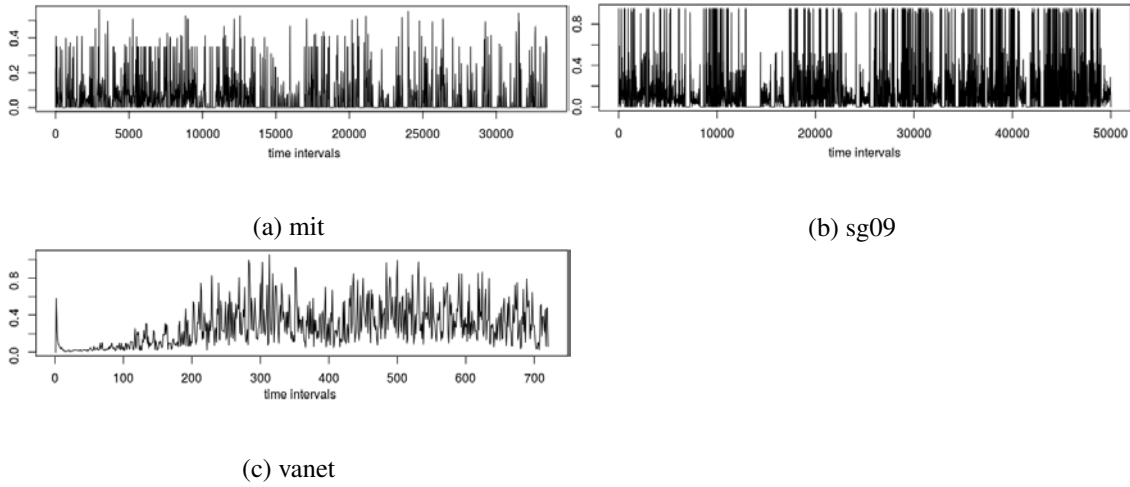 0.0 0.2 0.4
0 5000 10000 15000 20000 25000 30000
time intervals
(a) mit
0.0 0.4 0.8
0 10000 20000 30000 40000 50000
time intervals
(b) sg09
0.0 0.4 0.8
0 100 200 300 400 500 600 700
time intervals
(c) vanet